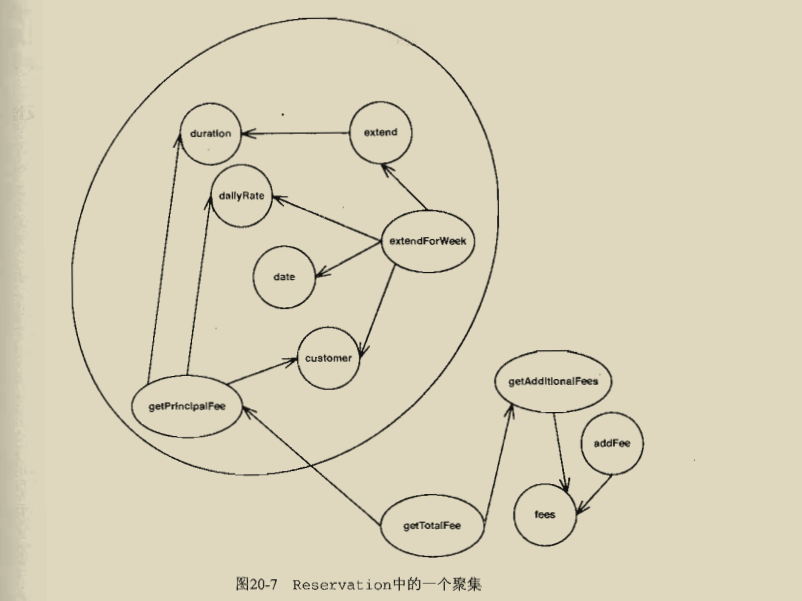 duration
extend
dailyRate
extendForWeek
date
customer
getPrincipalFee
getAdditionalFees
addFee
fees
getTotalFee
图20-7 Reservation中的一个聚集